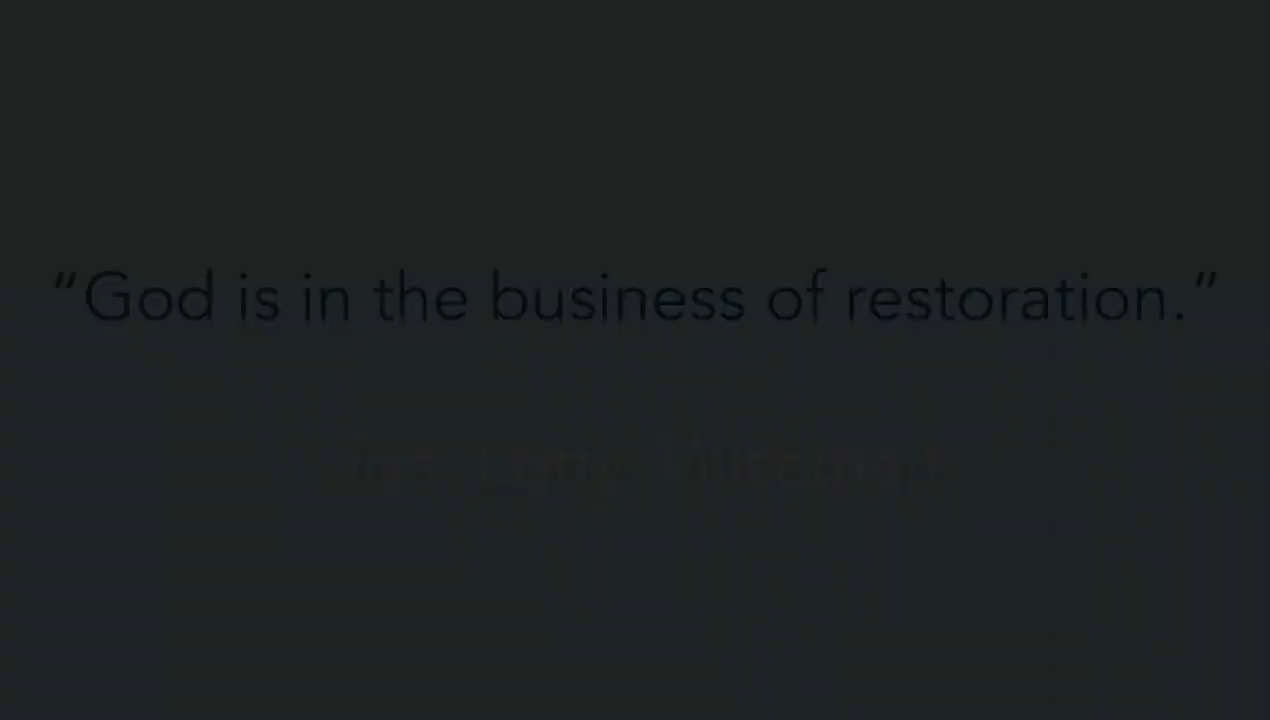 “God is in the business of restoration.”